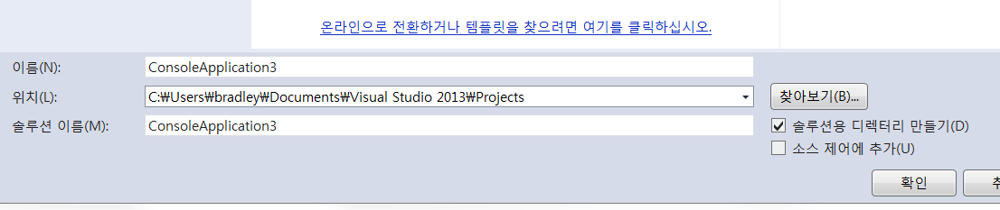 온라인으로 전환하거나 템플릿을 찾으려면 여기를 클릭하십시오.
이름(N): ConsoleApplication3
위치(L): C:₩Users₩bradley₩Documents₩Visual Studio 2013₩Projects 찾아보기(B)...
솔루션 이름(M): ConsoleApplication3 솔루션용 디렉터리 만들기(D)
소스 제어에 추가(U)
확인